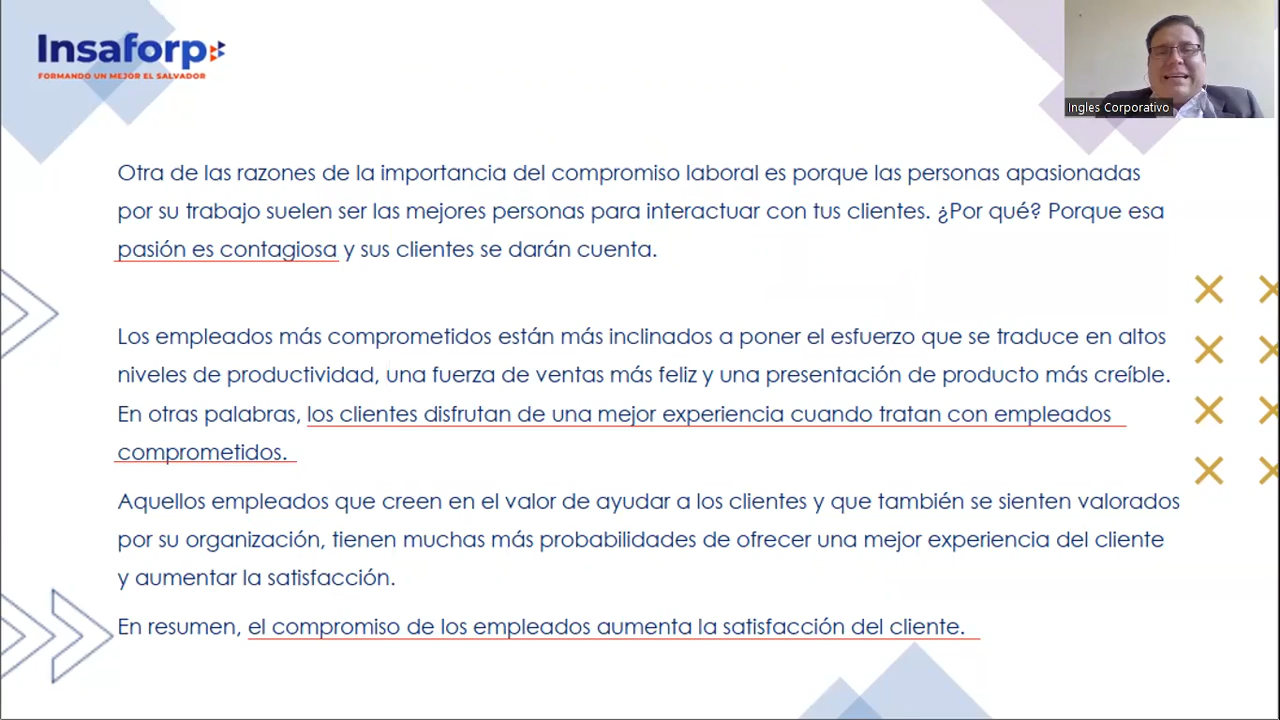 Insaforp
FORMANDO UN MEJOR EL SALVADOR
Ingles Corporativo
Otra de las razones de la importancia del compromiso laboral es porque las personas apasionadas
por su trabajo suelen ser las mejores personas para interactuar con tus clientes. ¿Por qué? Porque esa
pasión es contagiosa y sus clientes se darán cuenta.
Los empleados más comprometidos están más inclinados a poner el esfuerzo que se traduce en altos
niveles de productividad, una fuerza de ventas más feliz y una presentación de producto más creíble.
En otras palabras, los clientes disfrutan de una mejor experiencia cuando tratan con empleados
comprometidos.
Aquellos empleados que creen en el valor de ayudar a los clientes y que también se sienten valorados
por su organización, tienen muchas más probabilidades de ofrecer una mejor experiencia del cliente
y aumentar la satisfacción.
En resumen, el compromiso de los empleados aumenta la satisfacción del cliente.